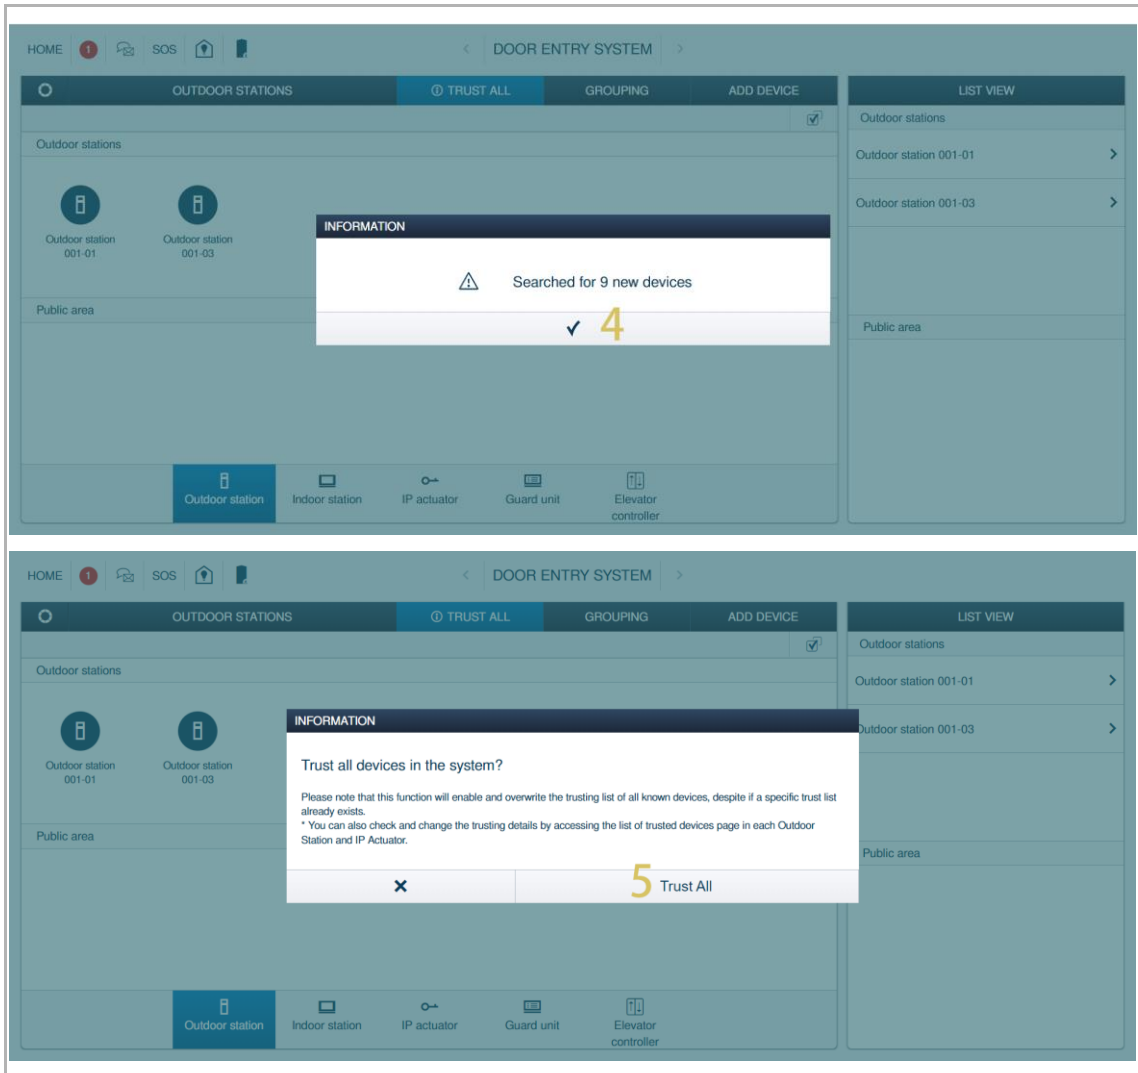 HOME 1 SOS < DOOR ENTRY SYSTEM >
OUTDOOR STATIONS TRUST ALL GROUPING ADD DEVICE LIST VIEW
Outdoor stations
Outdoor stations
Outdoor station 001-01 >
Outdoor station 001-03 >
Outdoor station
001-01
Outdoor station
001-03
INFORMATION
Searched for 9 new devices
4
Public area
Public area
Outdoor station Indoor station IP actuator Guard unit Elevator
controller
HOME 1 SOS < DOOR ENTRY SYSTEM >
OUTDOOR STATIONS TRUST ALL GROUPING ADD DEVICE LIST VIEW
Outdoor stations
Outdoor stations
Outdoor station 001-01 >
Outdoor station 001-03 >
Outdoor station
001-01
Outdoor station
001-03
INFORMATION
Trust all devices in the system?
Please note that this function will enable and overwrite the trusting list of all known devices, despite if a specific trust list
already exists.
* You can also check and change the trusting details by accessing the list of trusted devices page in each Outdoor
Station and IP Actuator.
5 Trust All
Public area
Public area
Outdoor station Indoor station IP actuator Guard unit Elevator
controller